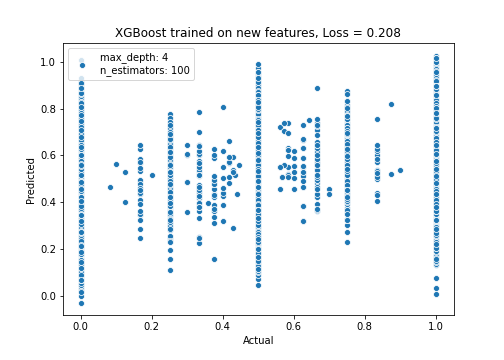 XGBoost trained on new features, Loss = 0.208
max_depth: 4
n_estimators: 100
1.0
0.8
0.6
0.4
0.2
0.0
Predicted
0.0 0.2 0.4 0.6 0.8 1.0
Actual